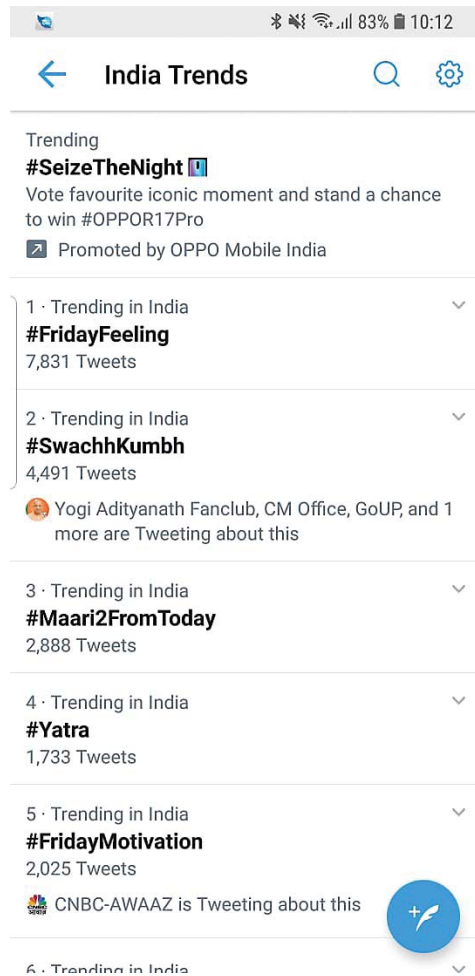 83% 10:12
India Trends
Trending
#SeizeTheNight
Vote favourite iconic moment and stand a chance
to win #OPPOR17Pro
Promoted by OPPO Mobile India
1 · Trending in India
#FridayFeeling
7,831 Tweets
2 · Trending in India
#SwachhKumbh
4,491 Tweets
Yogi Adityanath Fanclub, CM Office, GoUP, and 1
more are Tweeting about this
3 · Trending in India
#Maari2FromToday
2,888 Tweets
4 · Trending in India
#Yatra
1,733 Tweets
5 · Trending in India
#FridayMotivation
2,025 Tweets
CNBC-AWAAZ is Tweeting about this
6 · Trending in India